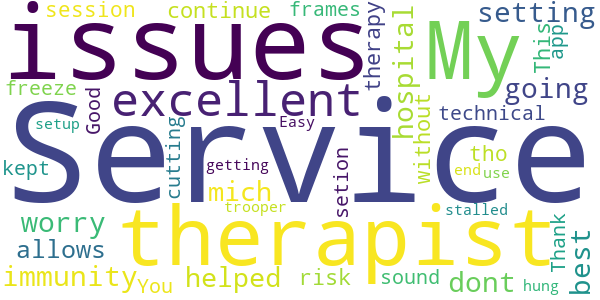 session continue frames
issues My setting
therapy This app
freeze Good excellent hospital going
technical
setup Service
kept cutting Easy without tho
getting end use
mich setion
trooper stalled
worry therapist Thank best
allows
immunity You helped risk sound dont hung